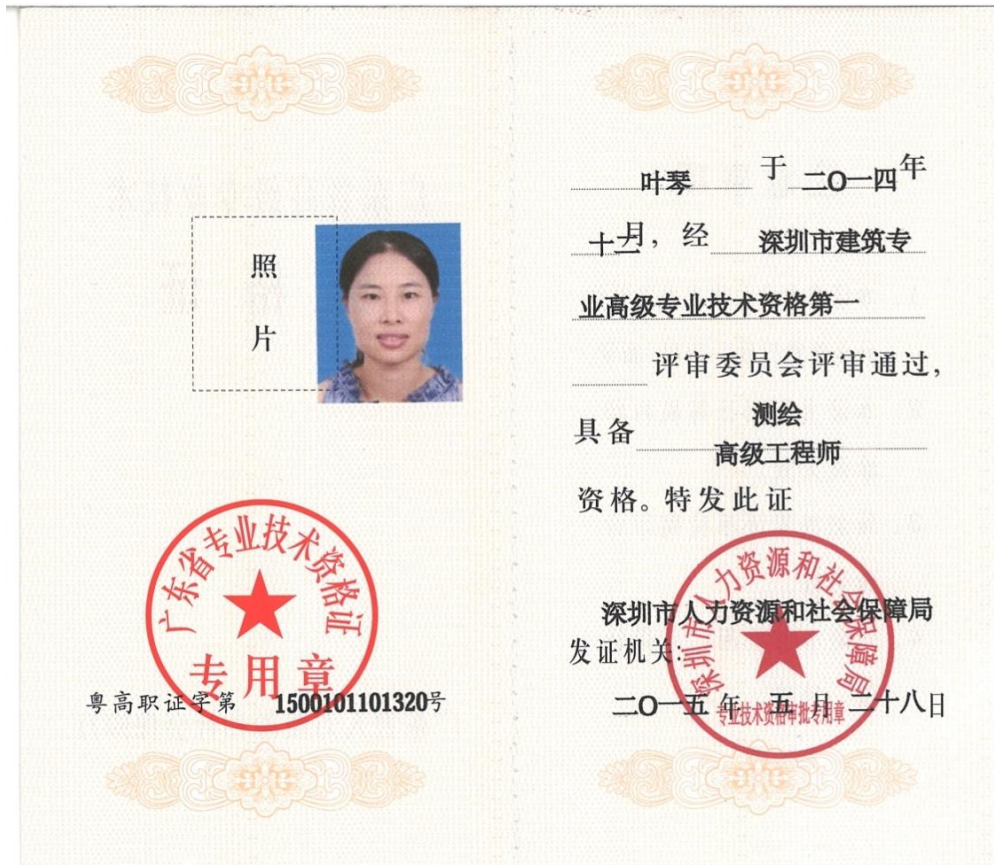 照
片
广东省专业技术资格证
专用章
粤高职证字第 1500101101320号
叶琴 于 二O一四年
十二月，经 深圳市建筑专
业高级专业技术资格第一
评审委员会评审通过，
具备 测绘
高级工程师
资格。特发此证
深圳市人力资源和社会保障局
深圳市人力资源和社会保障局
发证机关:
二O一五年 五月二十八日
专业技术资格审批专用章